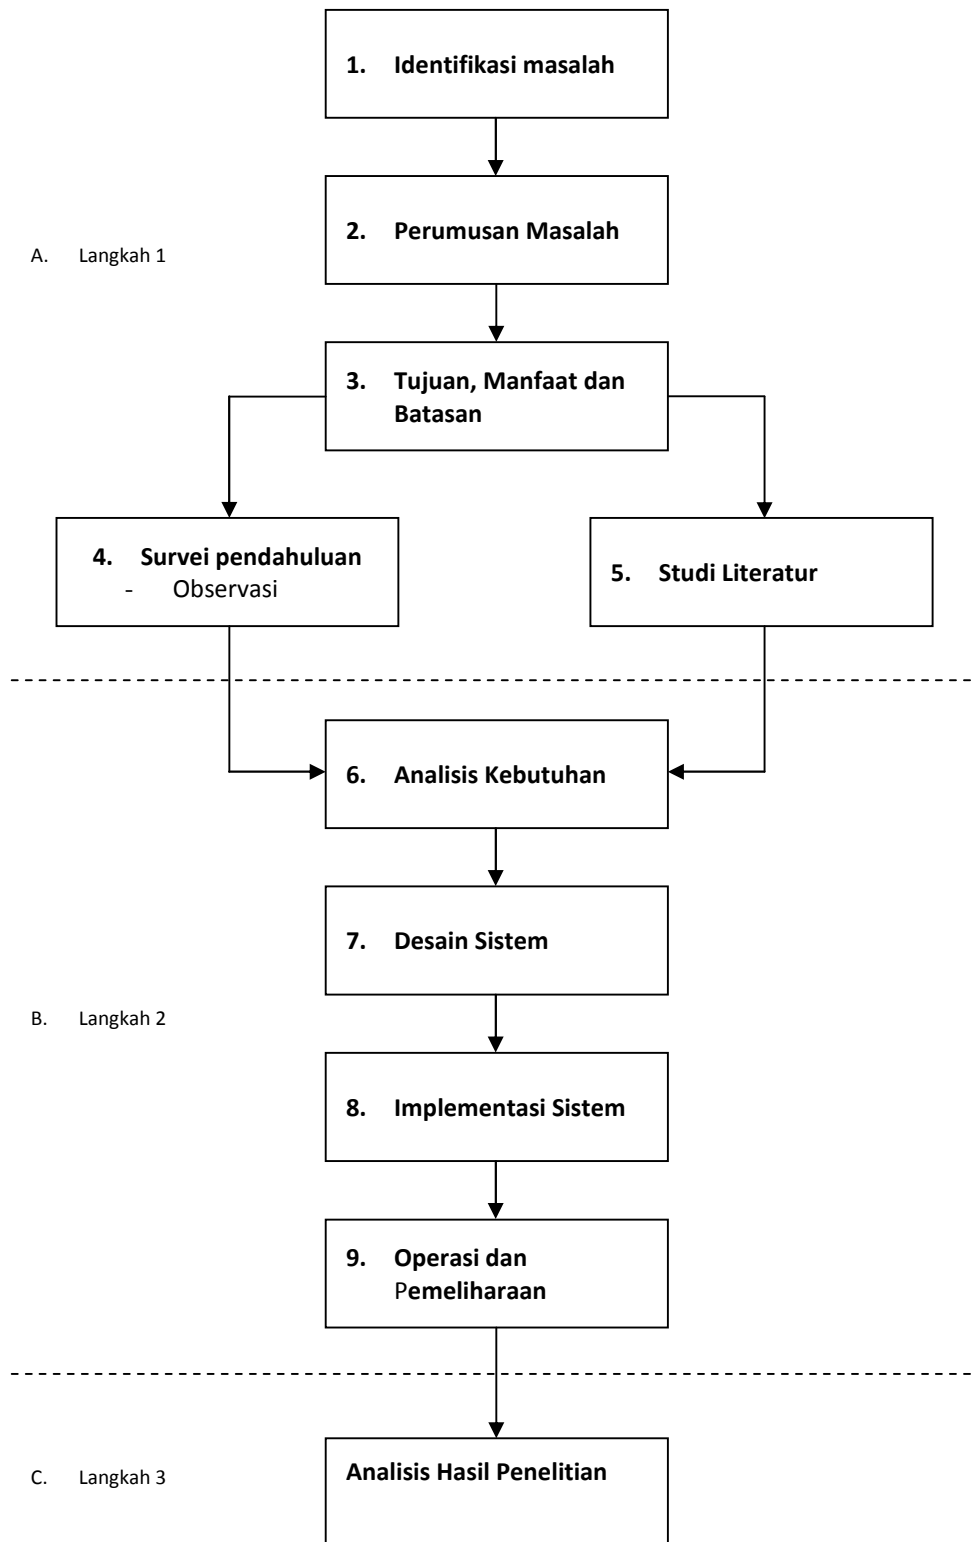 1. Identifikasi masalah
2. Perumusan Masalah
A. Langkah 1
3. Tujuan, Manfaat dan
Batasan
4. Survei pendahuluan
- Observasi
5. Studi Literatur
6. Analisis Kebutuhan
7. Desain Sistem
B. Langkah 2
8. Implementasi Sistem
9. Operasi dan
Pemeliharaan
C. Langkah 3
Analisis Hasil Penelitian